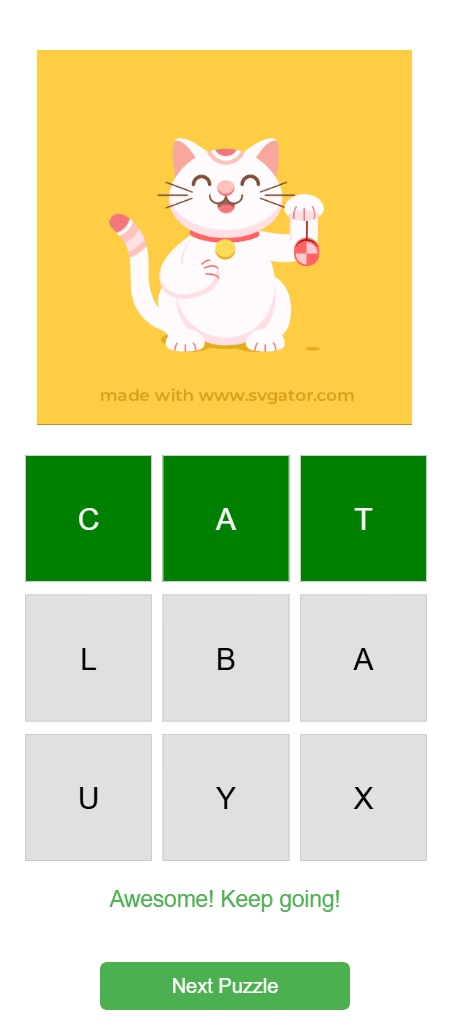 made with www.svgator.com
C A T
L B A
U Y X
Awesome! Keep going!
Next Puzzle